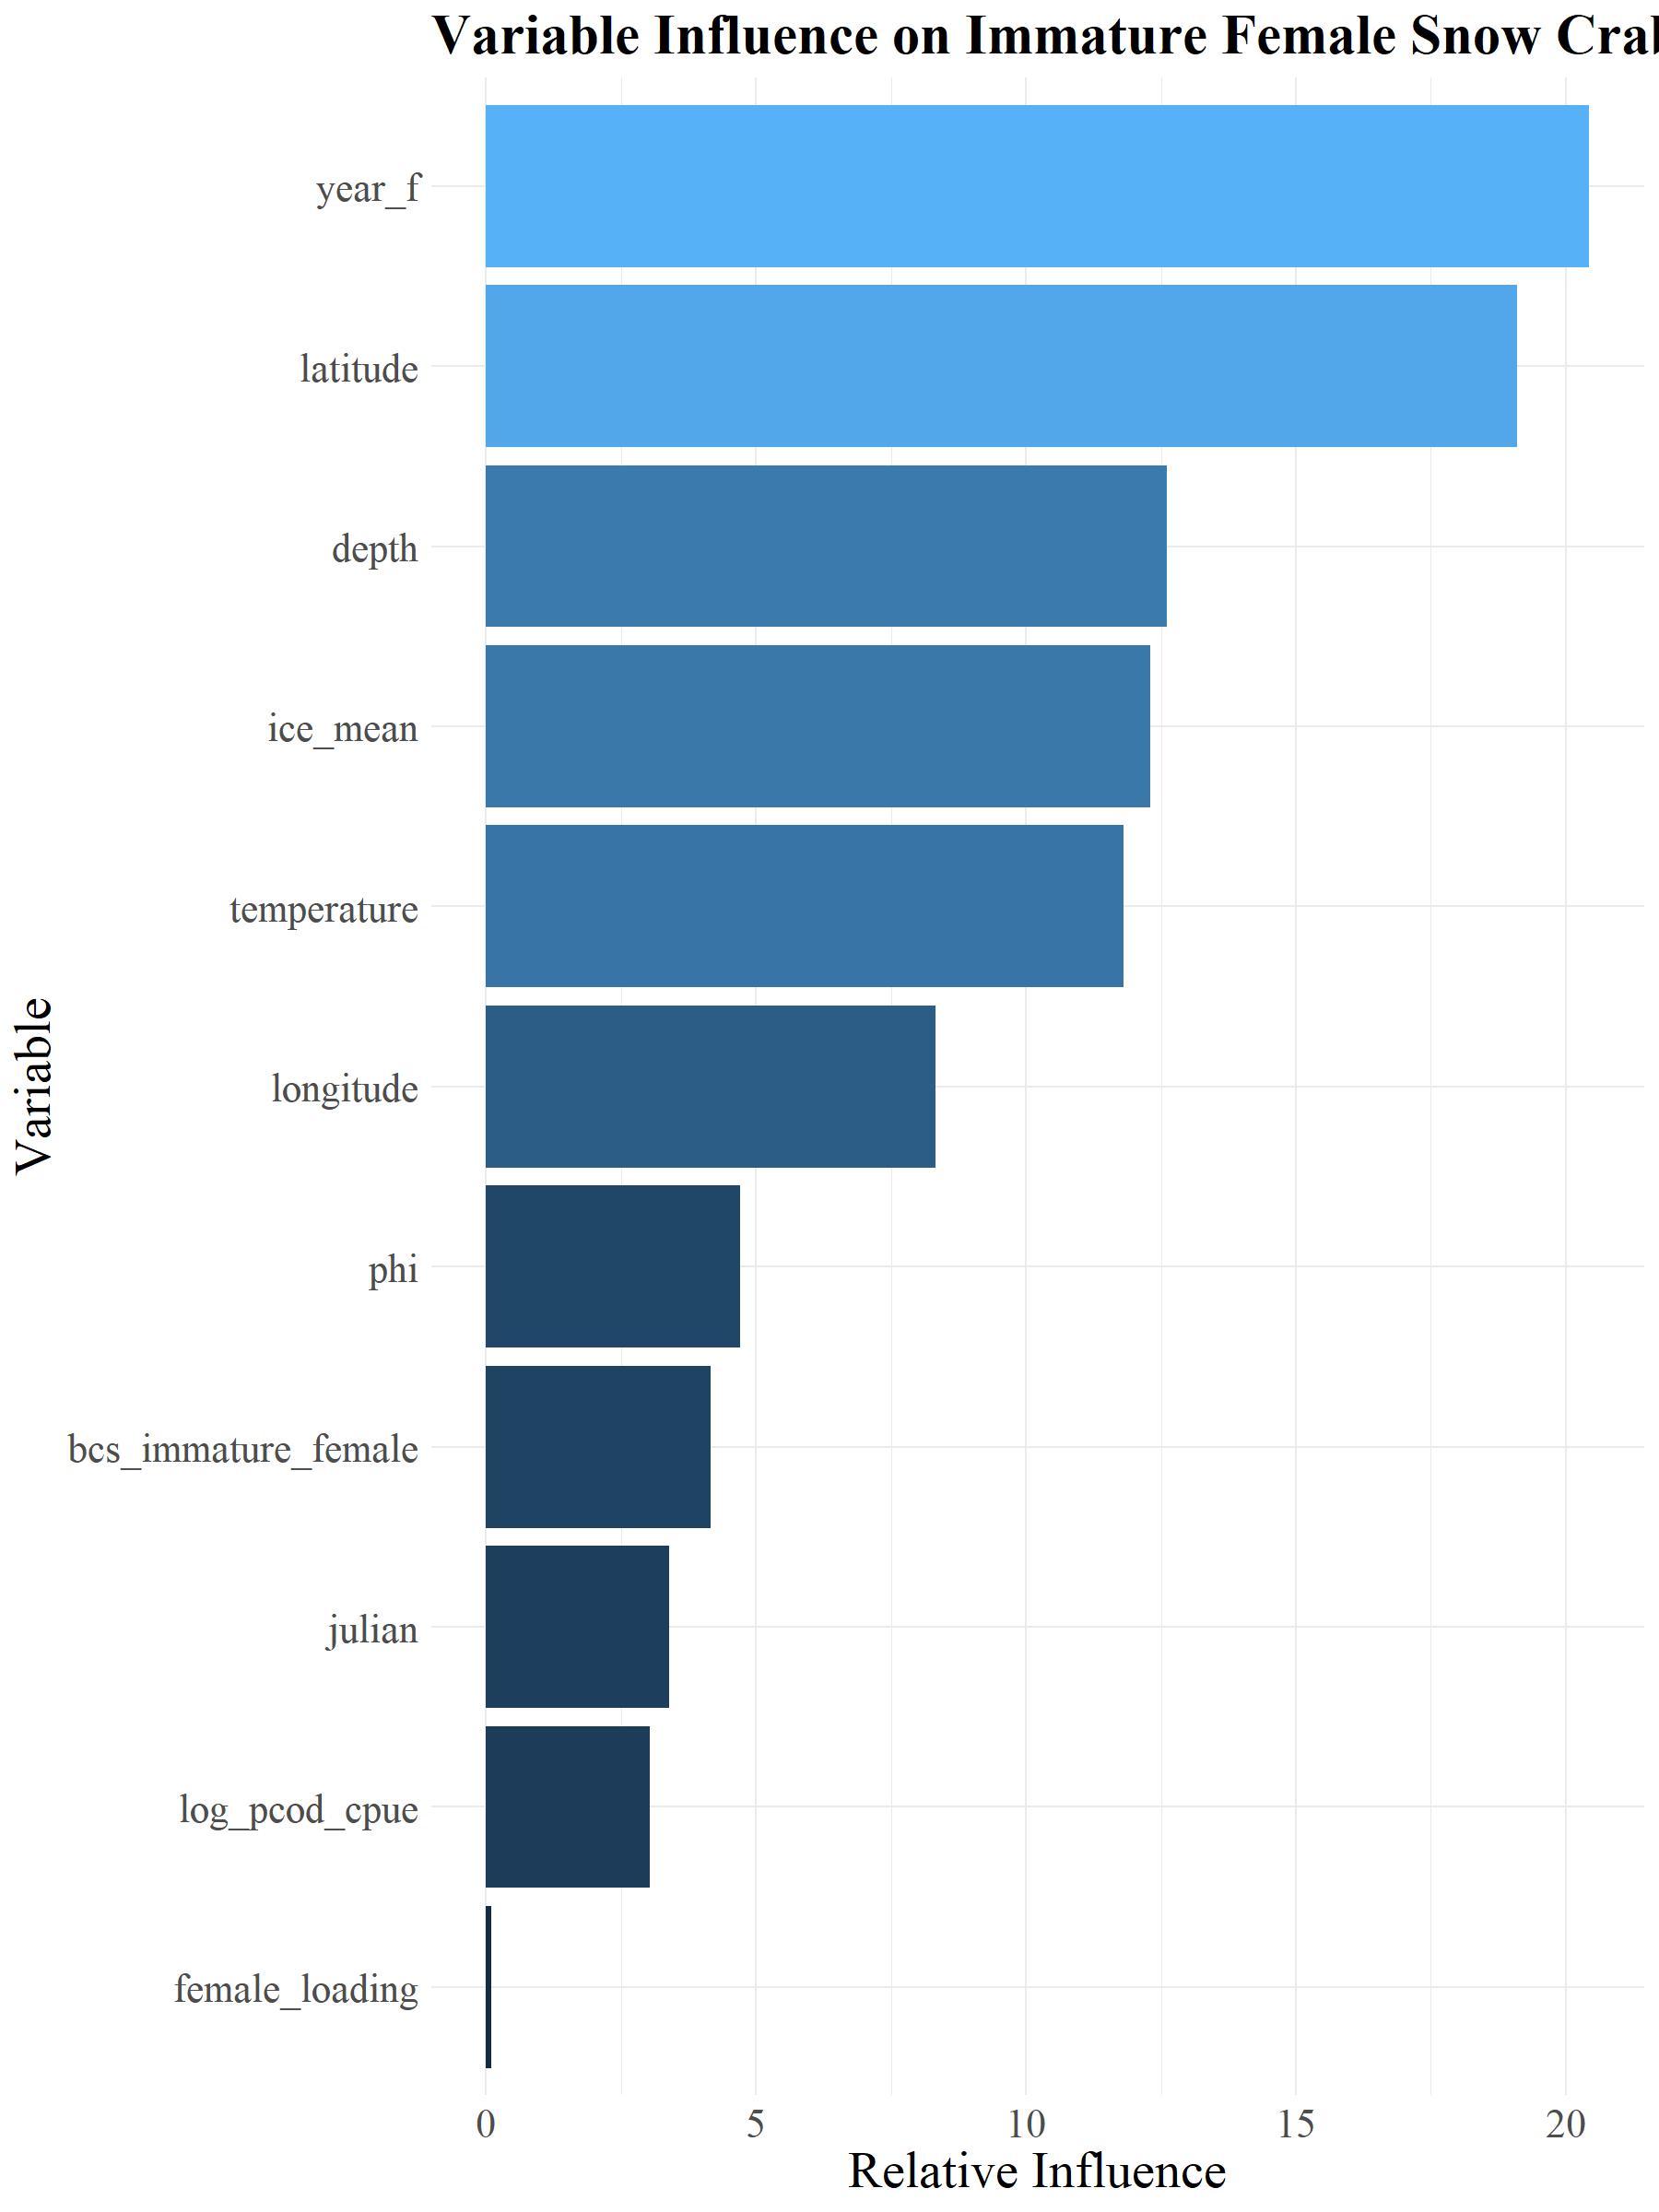 Variable Influence on Immature Female Snow Crab
year_f
latitude
depth
ice_mean
temperature
longitude
phi
bcs_immature_female
julian
log_pcod_cpue
female_loading
Variable
0 5 10 15 20
Relative Influence